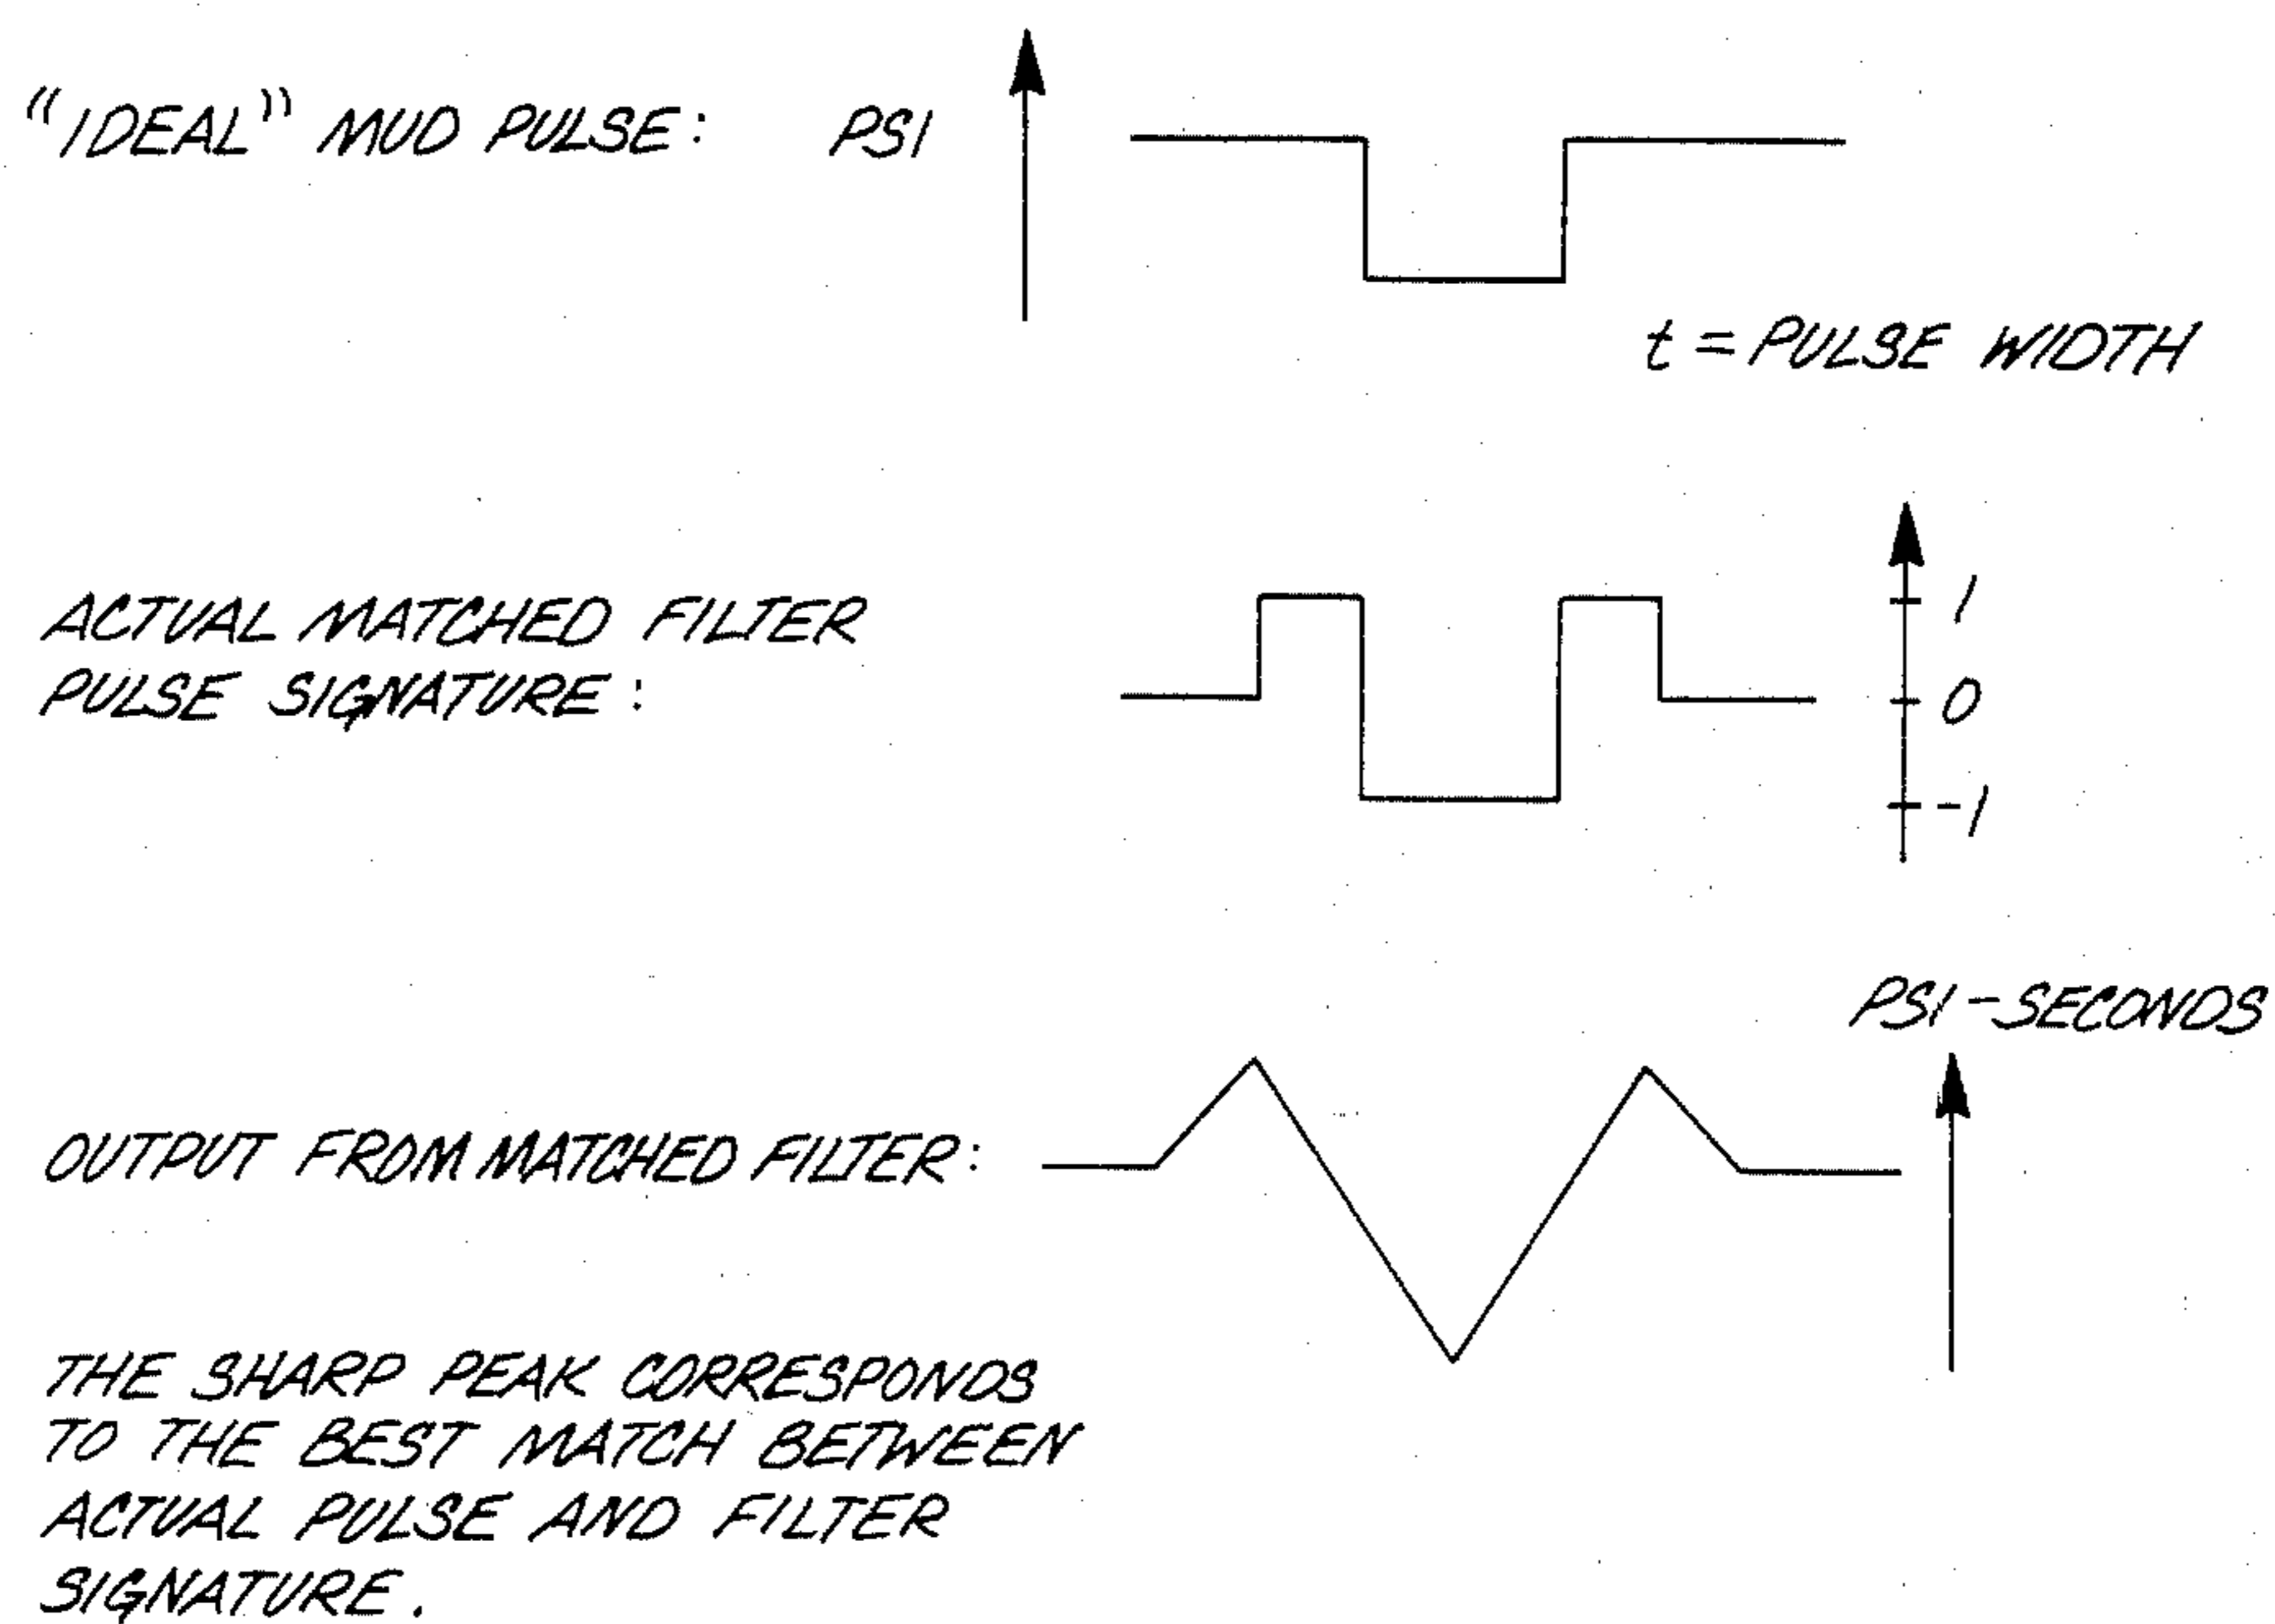 "IDEAL" MUD PULSE: PSI
t = PULSE WIDTH
ACTUAL MATCHED FILTER
PULSE SIGNATURE:
1
0
-1
PSI-SECONDS
OUTPUT FROM MATCHED FILTER:
THE SHARP PEAK CORRESPONDS
TO THE BEST MATCH BETWEEN
ACTUAL PULSE AND FILTER
SIGNATURE.